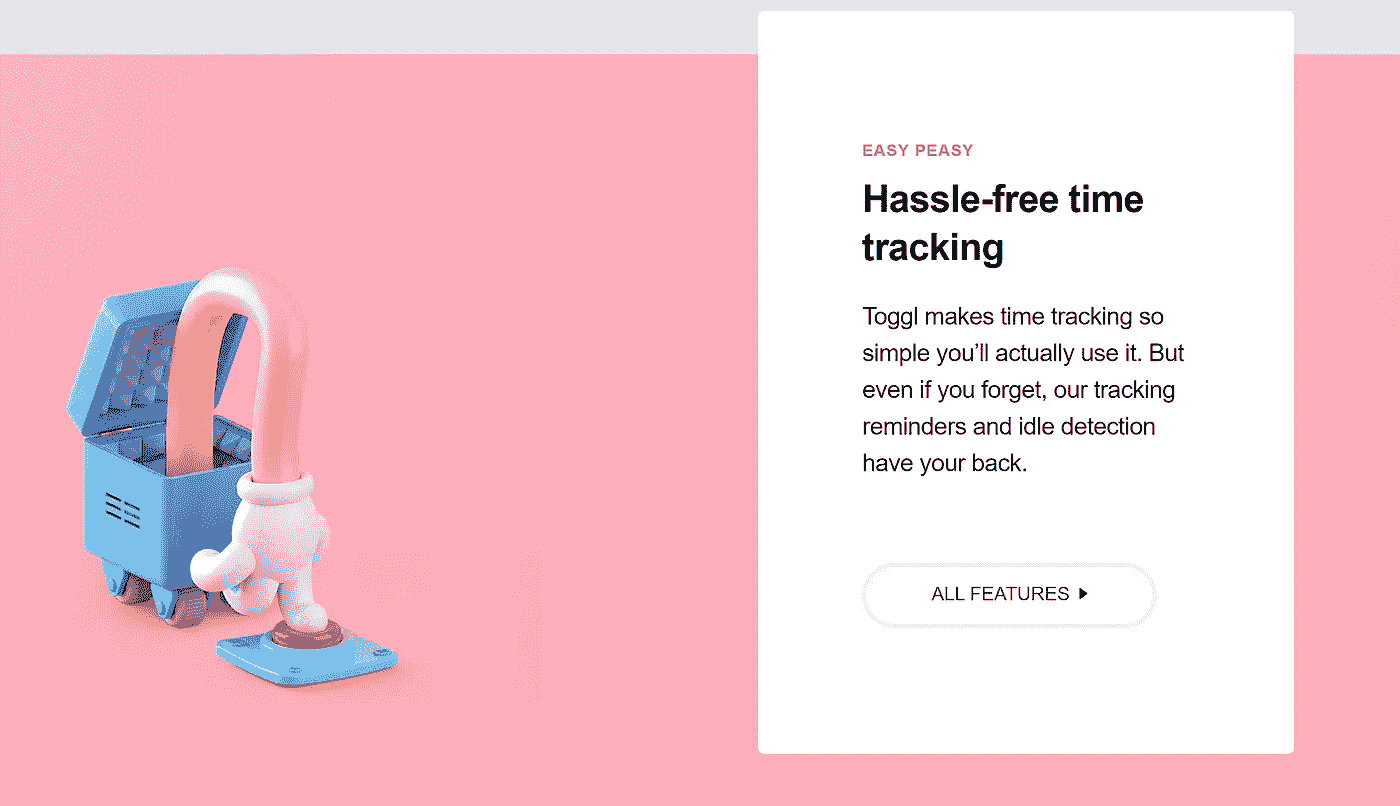 EASY PEASY
Hassle-free time
tracking
Toggl makes time tracking so
simple you’ll actually use it. But
even if you forget, our tracking
reminders and idle detection
have your back.
ALL FEATURES